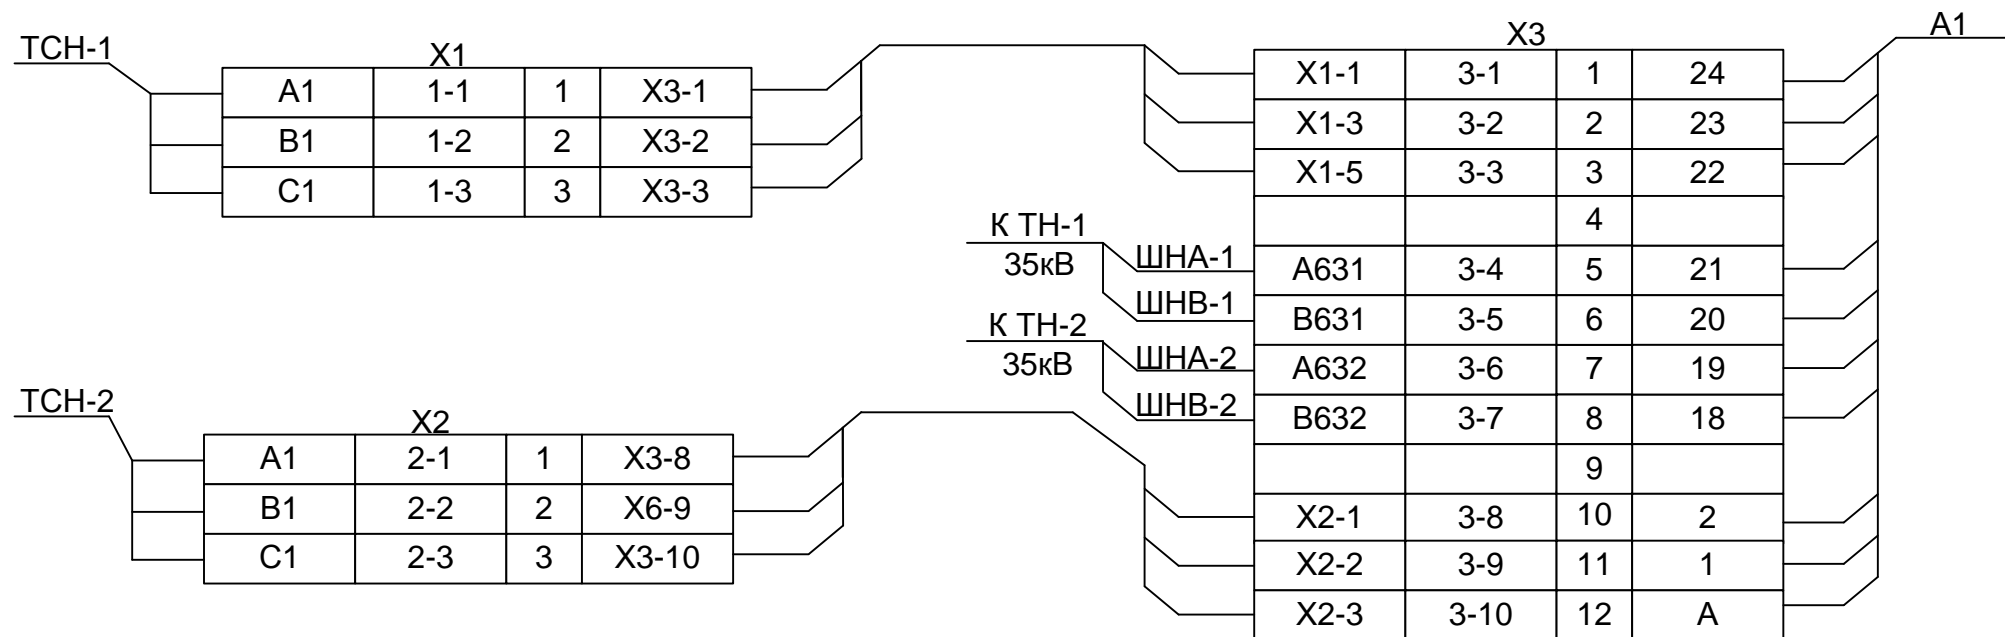 ТСН-1
X1
A1 1-1 1 X3-1
B1 1-2 2 X3-2
C1 1-3 3 X3-3
ТСН-2
X2
A1 2-1 1 X3-8
B1 2-2 2 X6-9
C1 2-3 3 X3-10
К ТН-1
35кВ
ШНА-1
ШНВ-1
К ТН-2
35кВ
ШНА-2
ШНВ-2
X3
X1-1 3-1 1 24
X1-3 3-2 2 23
X1-5 3-3 3 22
4
A631 3-4 5 21
B631 3-5 6 20
A632 3-6 7 19
B632 3-7 8 18
9
X2-1 3-8 10 2
X2-2 3-9 11 1
X2-3 3-10 12 A
A1